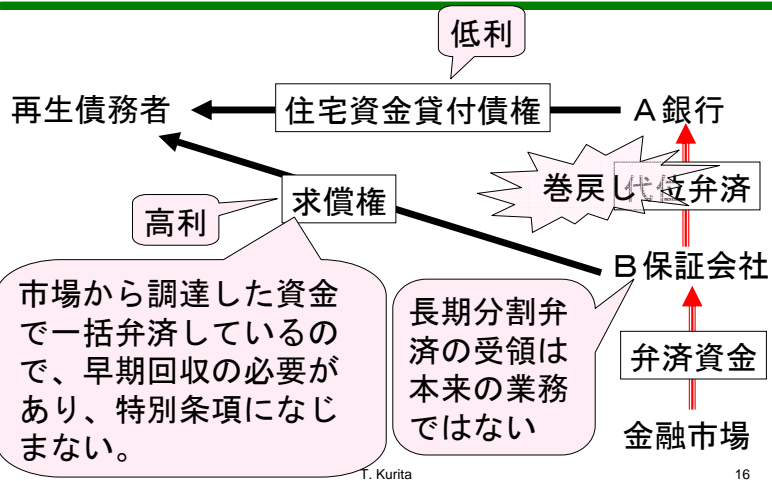 低利
再生債務者
住宅資金貸付債権
A銀行
巻戻し
代位弁済
求償権
高利
B保証会社
市場から調達した資金
で一括弁済しているの
で、早期回収の必要が
あり、特別条項になじ
まない。
長期分割弁
済の受領は
本来の業務
ではない
弁済資金
金融市場
T. Kurita
16